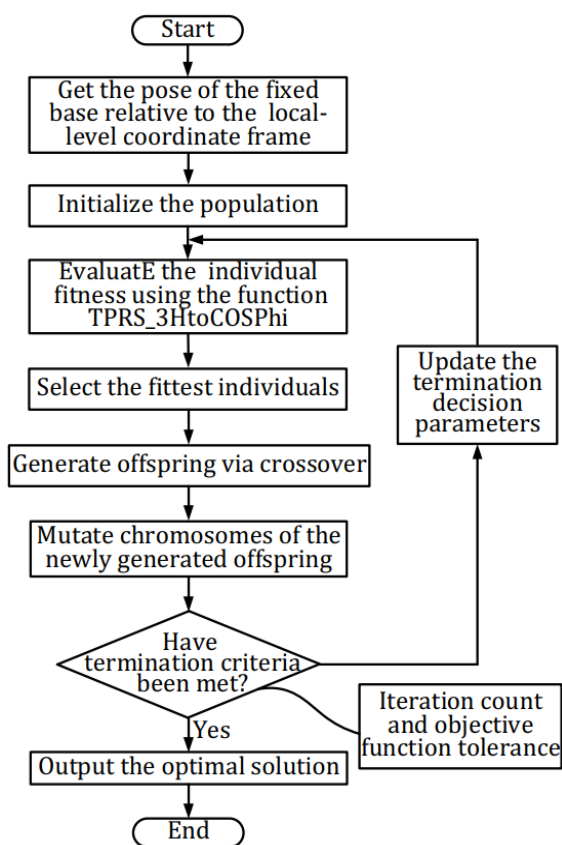 Start
Get the pose of the fixed
base relative to the local-
level coordinate frame
Initialize the population
EvaluatE the individual
fitness using the function
TPRS_3HtoCOSPhi
Select the fittest individuals
Generate offspring via crossover
Mutate chromosomes of the
newly generated offspring
Have
termination criteria
been met?
Update the
termination
decision
parameters
Iteration count
and objective
function tolerance
Yes
Output the optimal solution
End